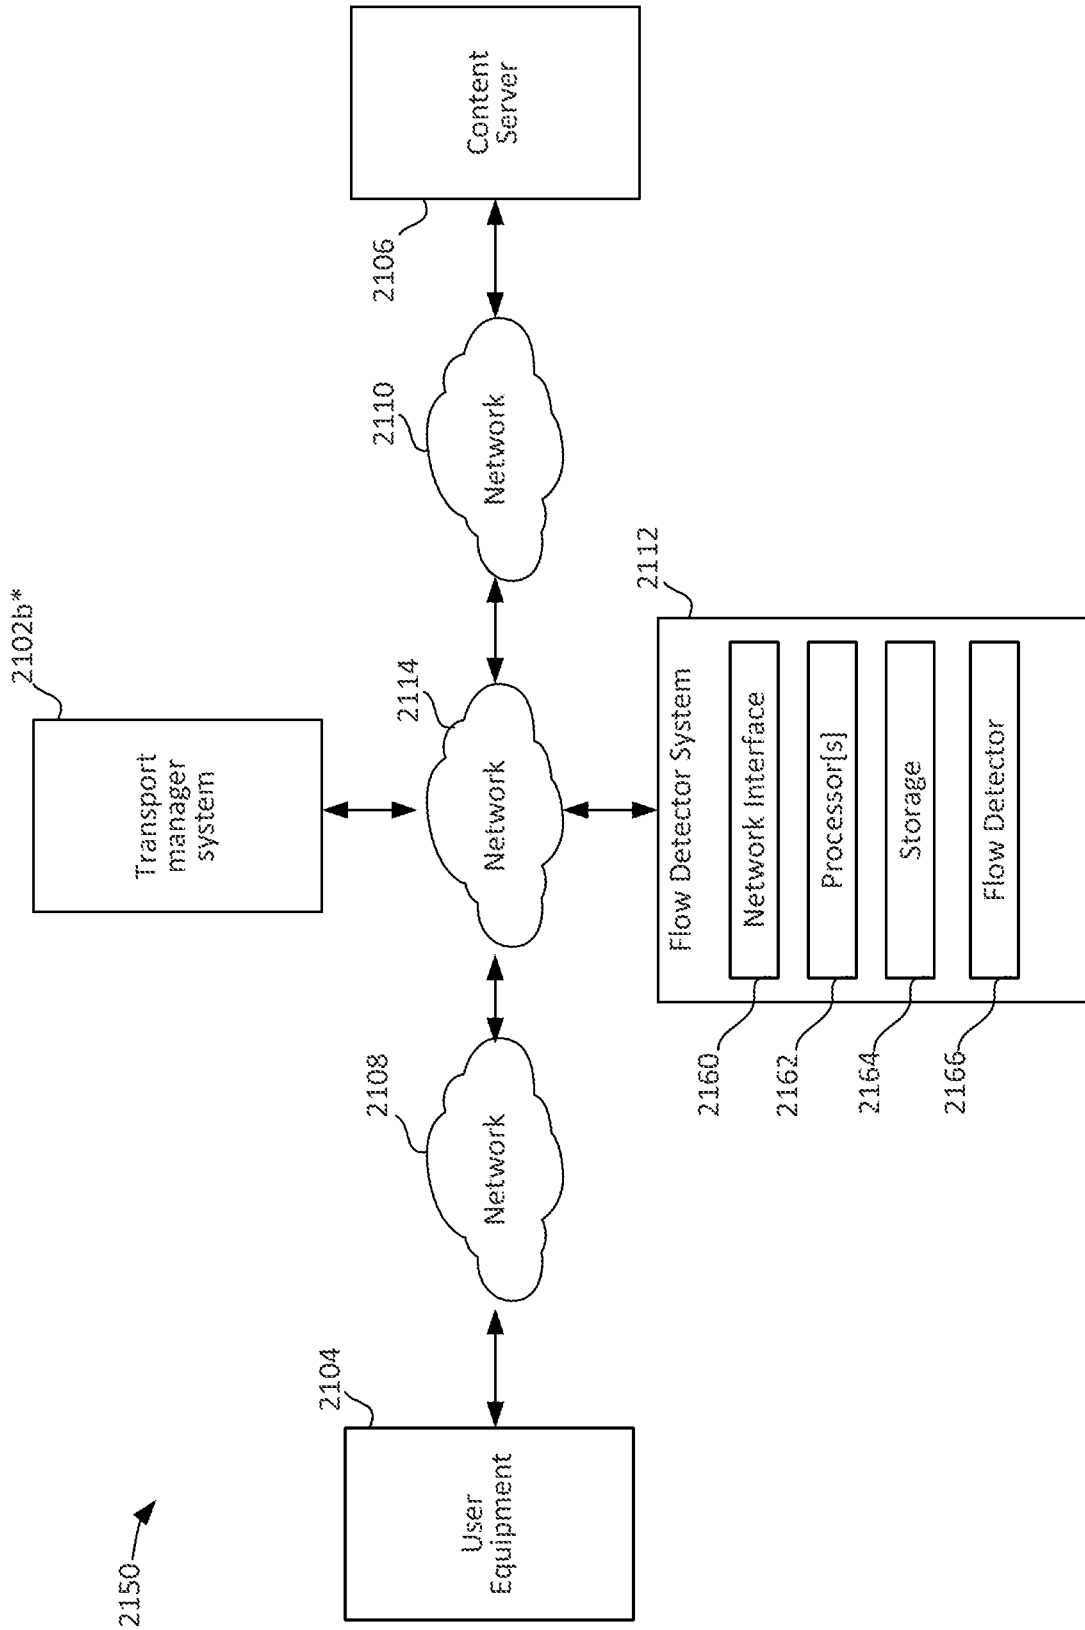 2150
2102b*
Transport
manager
system
2104
User
Equipment
2108
Network
2114
Network
2110
Network
2106
Content
Server
2112
Flow Detector System
2160
Network Interface
2162
Processor[s]
2164
Storage
2166
Flow Detector